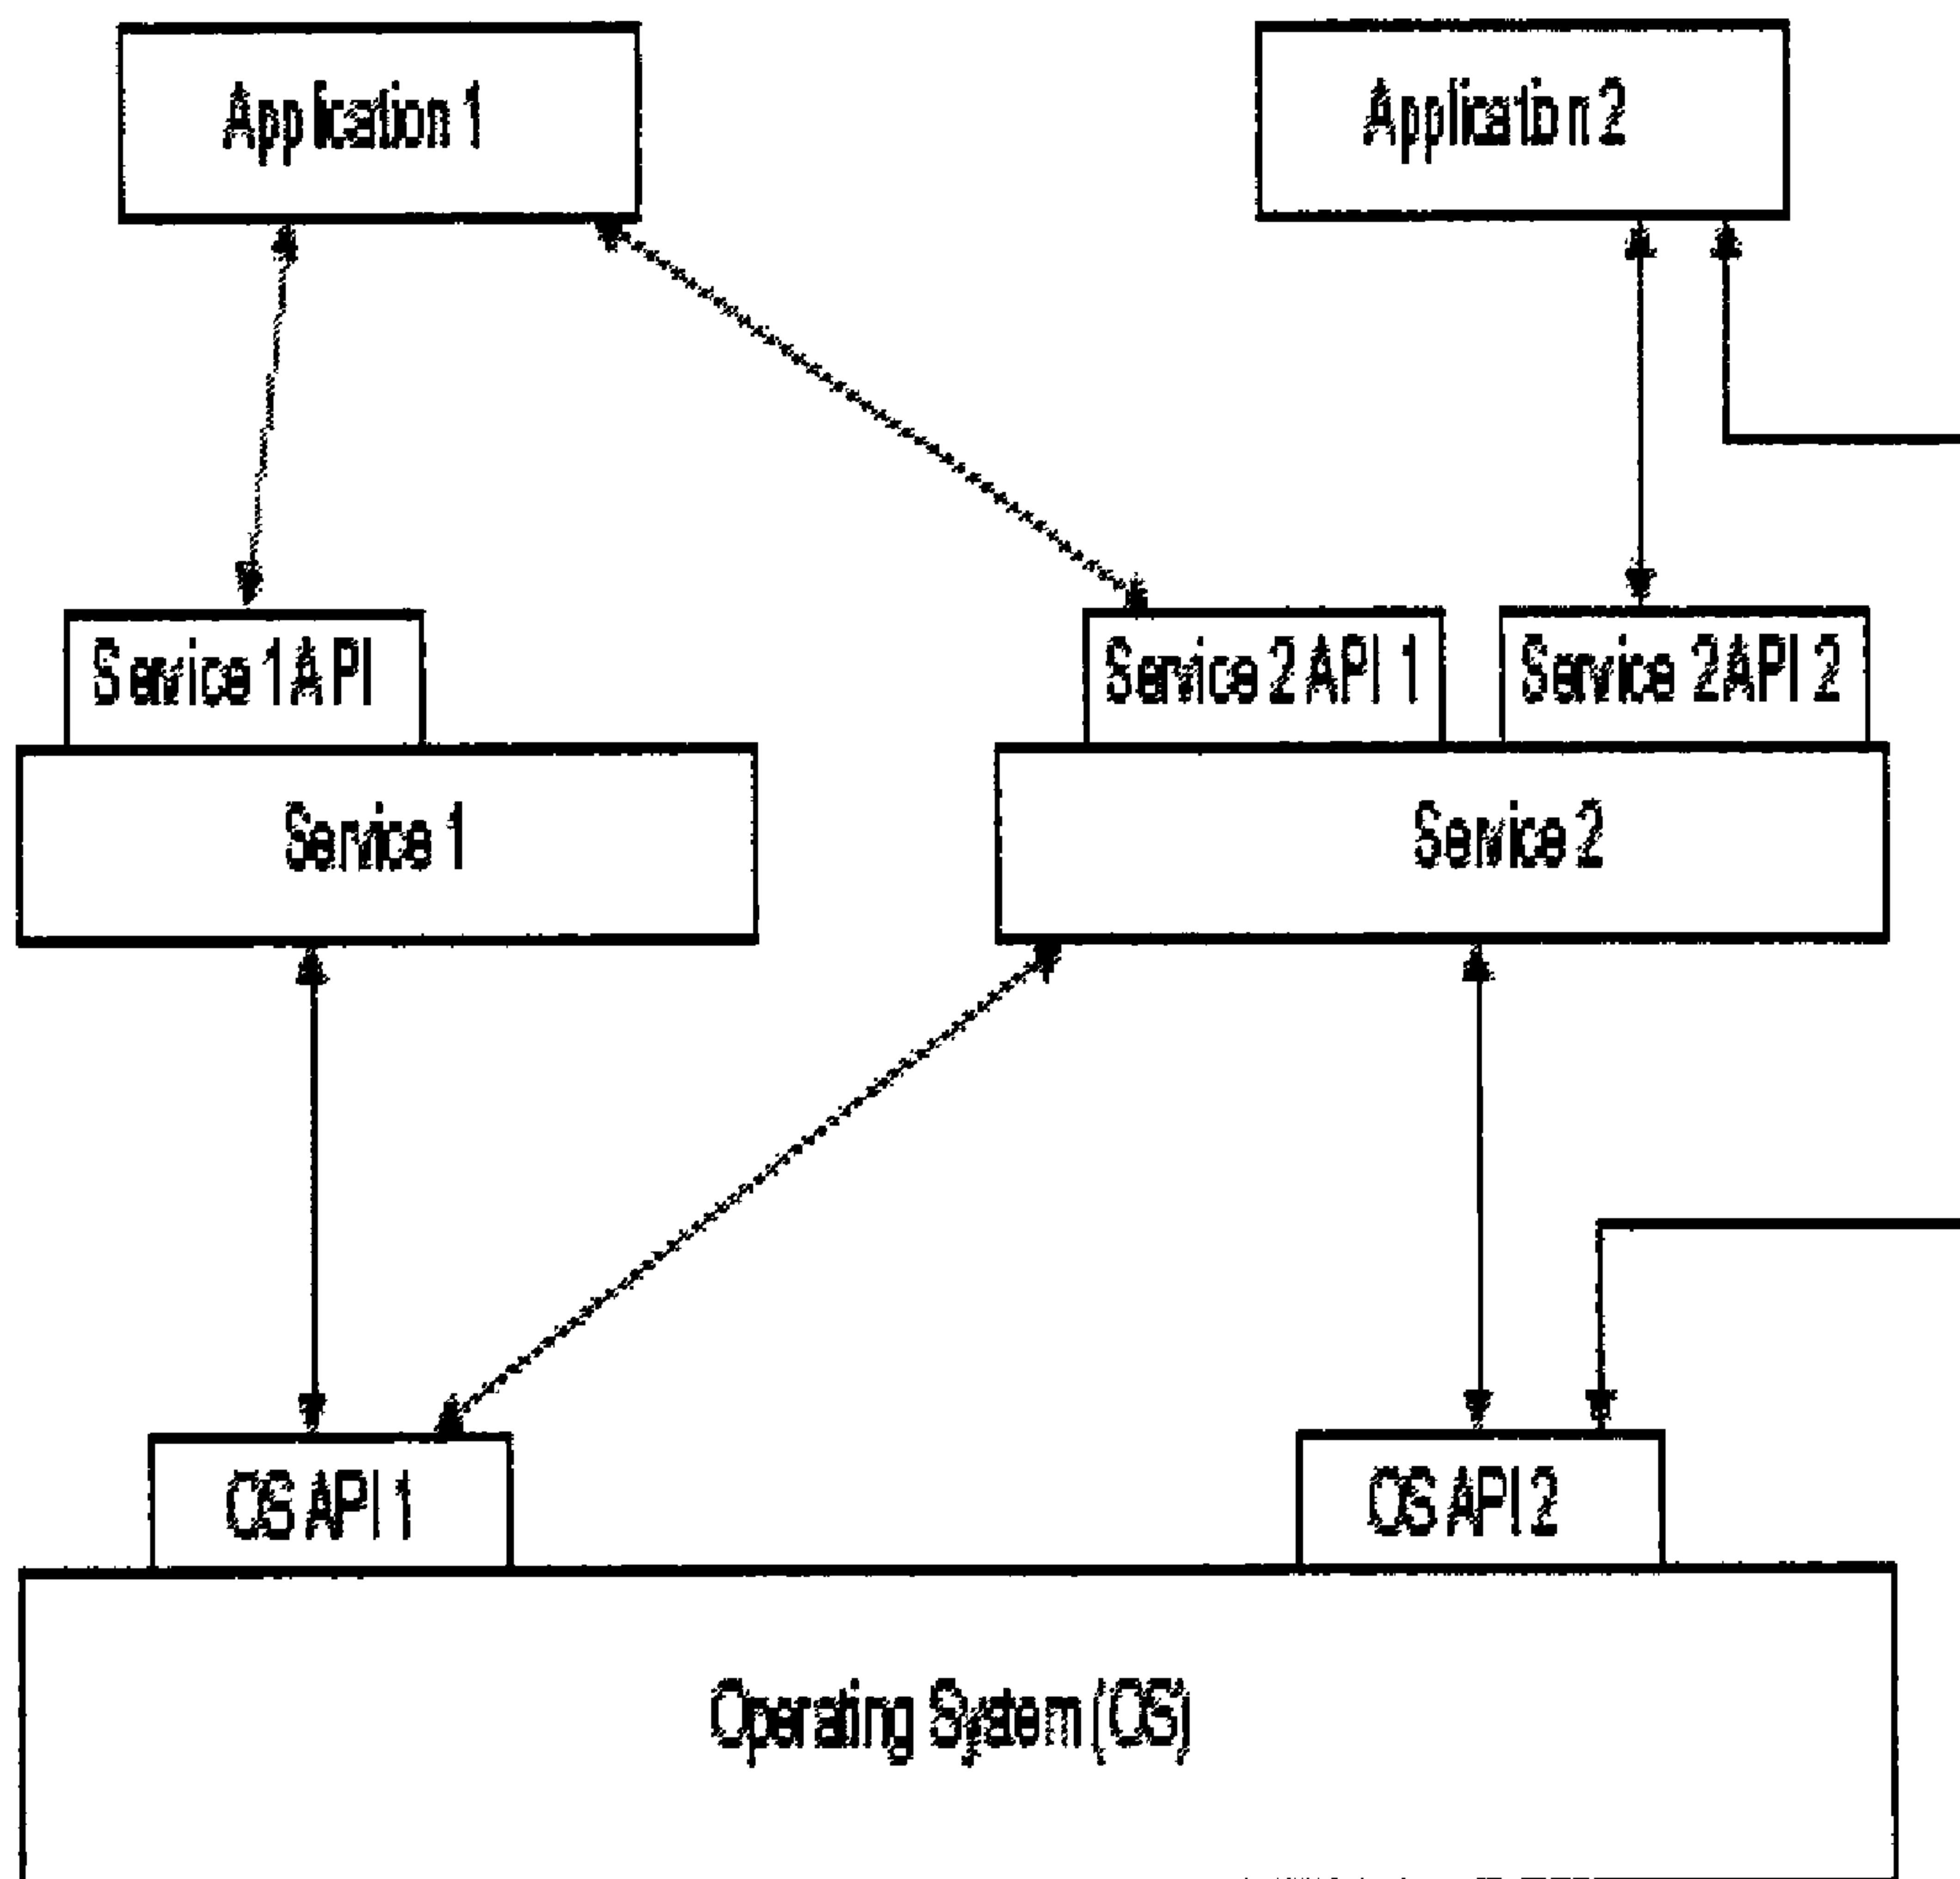 Application 1
Application 2
Service 1 API
Service 2 API 1
Service 2 API 2
Service 1
Service 2
OS API 1
OS API 2
Operating System (OS)